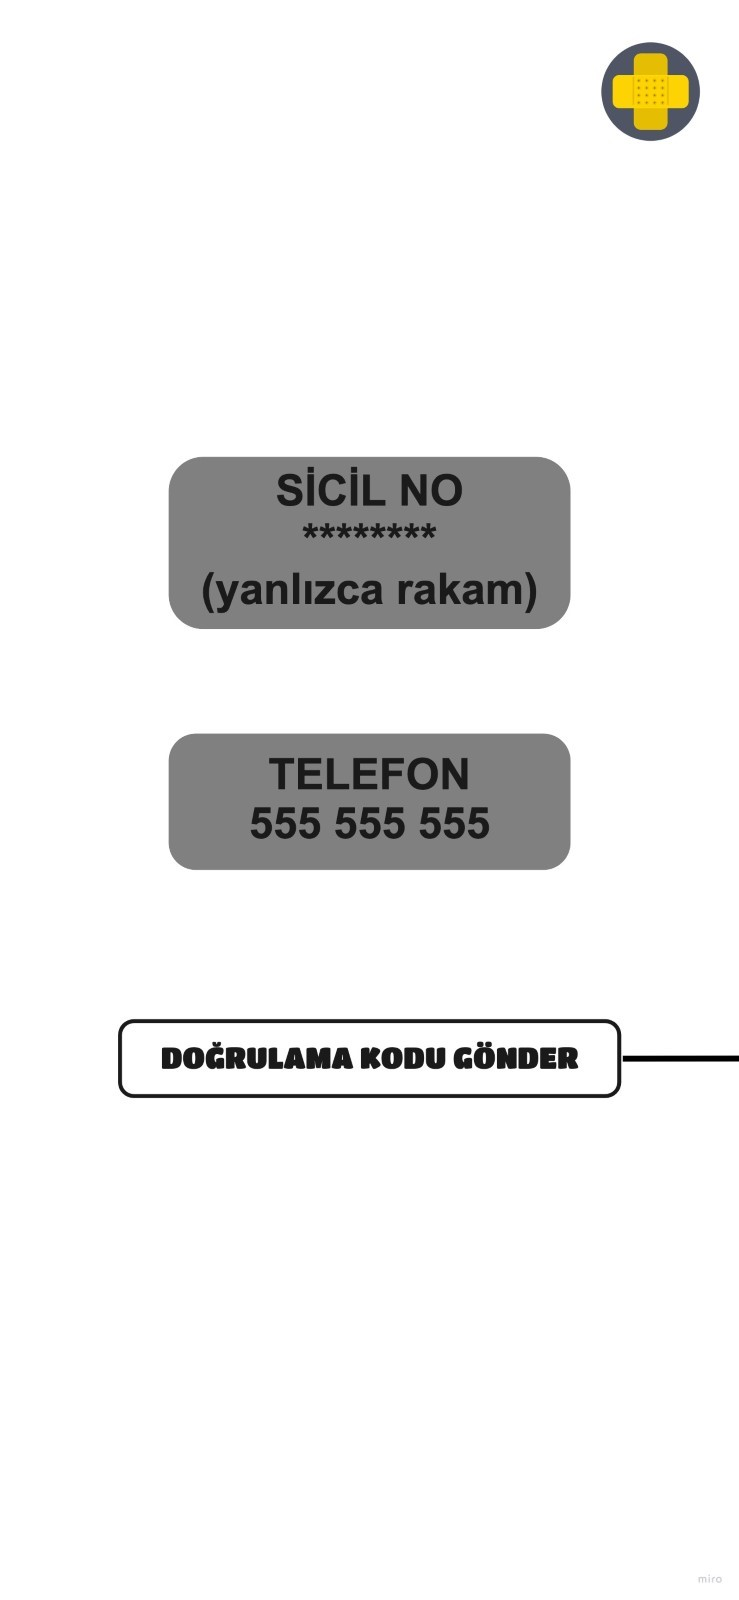 SİCİL NO
********
(yanlızca rakam)
TELEFON
555 555 555
DOĞRULAMA KODU GÖNDER
miro